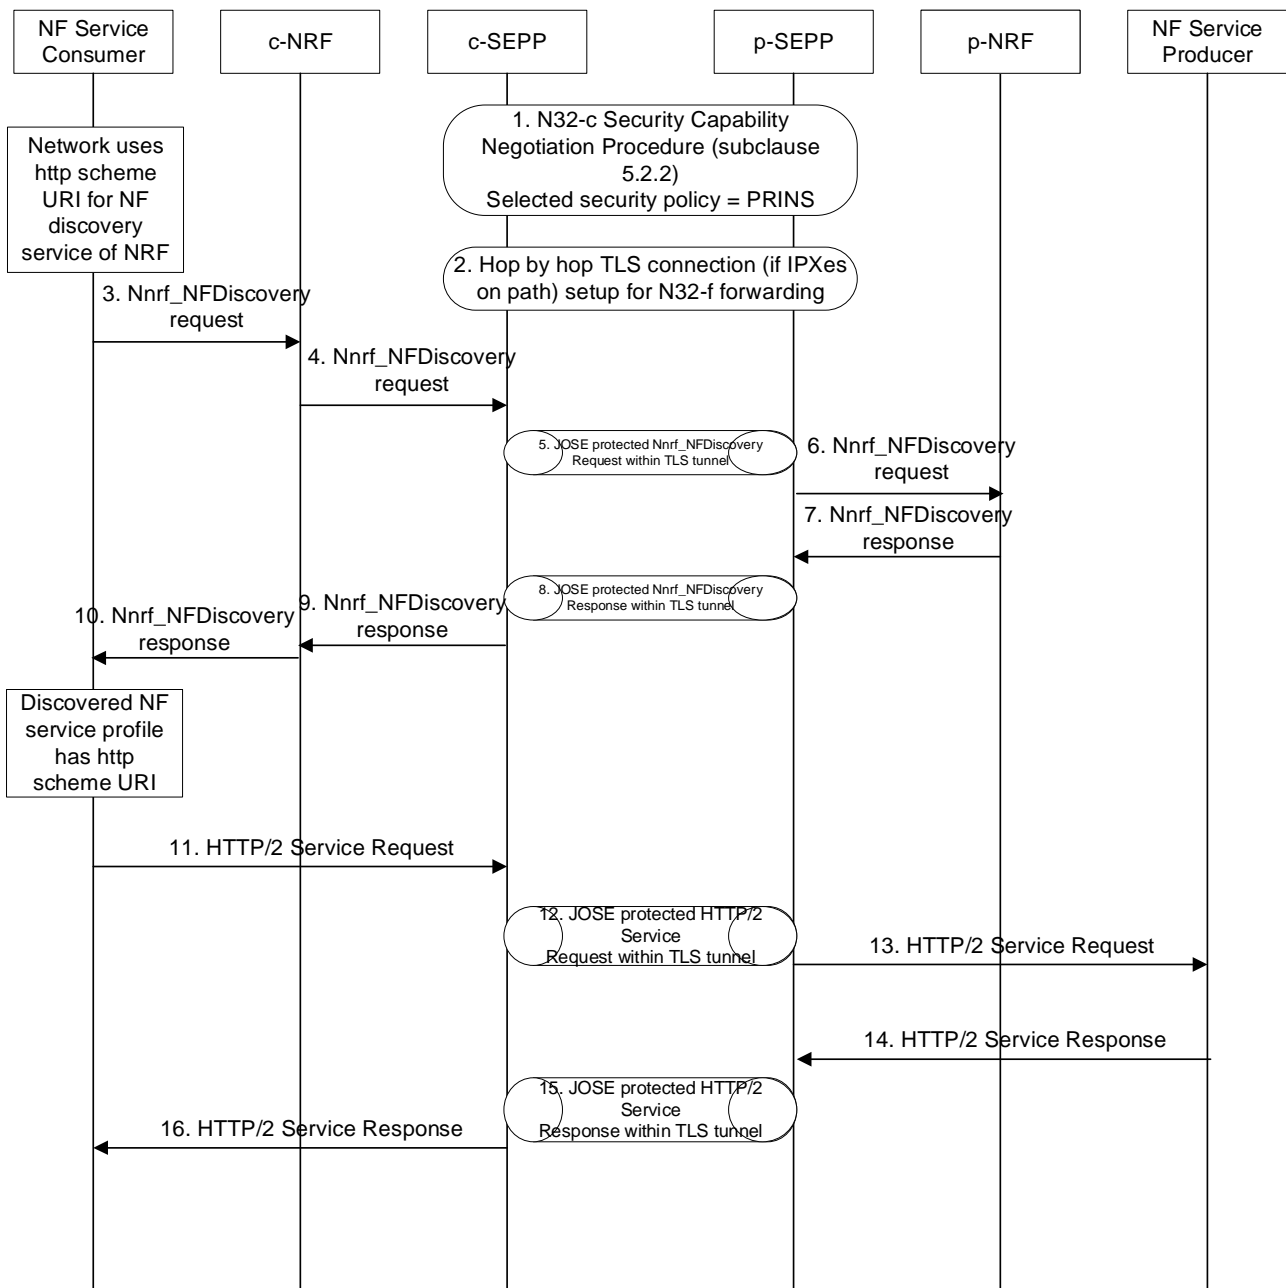 NF Service
Consumer
c-NRF
c-SEPP
p-SEPP
p-NRF
NF Service
Producer
1. N32-c Security Capability
Negotiation Procedure (subclause
5.2.2)
Selected security policy = PRINS
Network uses
http scheme
URI for NF
discovery
service of NRF
2. Hop by hop TLS connection (if IPXes
on path) setup for N32-f forwarding
3. Nnrf_NFDiscovery
request
4. Nnrf_NFDiscovery
request
5. JOSE protected Nnrf_NFDiscovery
Request within TLS tunnel
6. Nnrf_NFDiscovery
request
7. Nnrf_NFDiscovery
response
8. JOSE protected Nnrf_NFDiscovery
Response within TLS tunnel
9. Nnrf_NFDiscovery
response
10. Nnrf_NFDiscovery
response
Discovered NF
service profile
has http
scheme URI
11. HTTP/2 Service Request
12. JOSE protected HTTP/2
Service
Request within TLS tunnel
13. HTTP/2 Service Request
14. HTTP/2 Service Response
15. JOSE protected HTTP/2
Service
Response within TLS tunnel
16. HTTP/2 Service Response